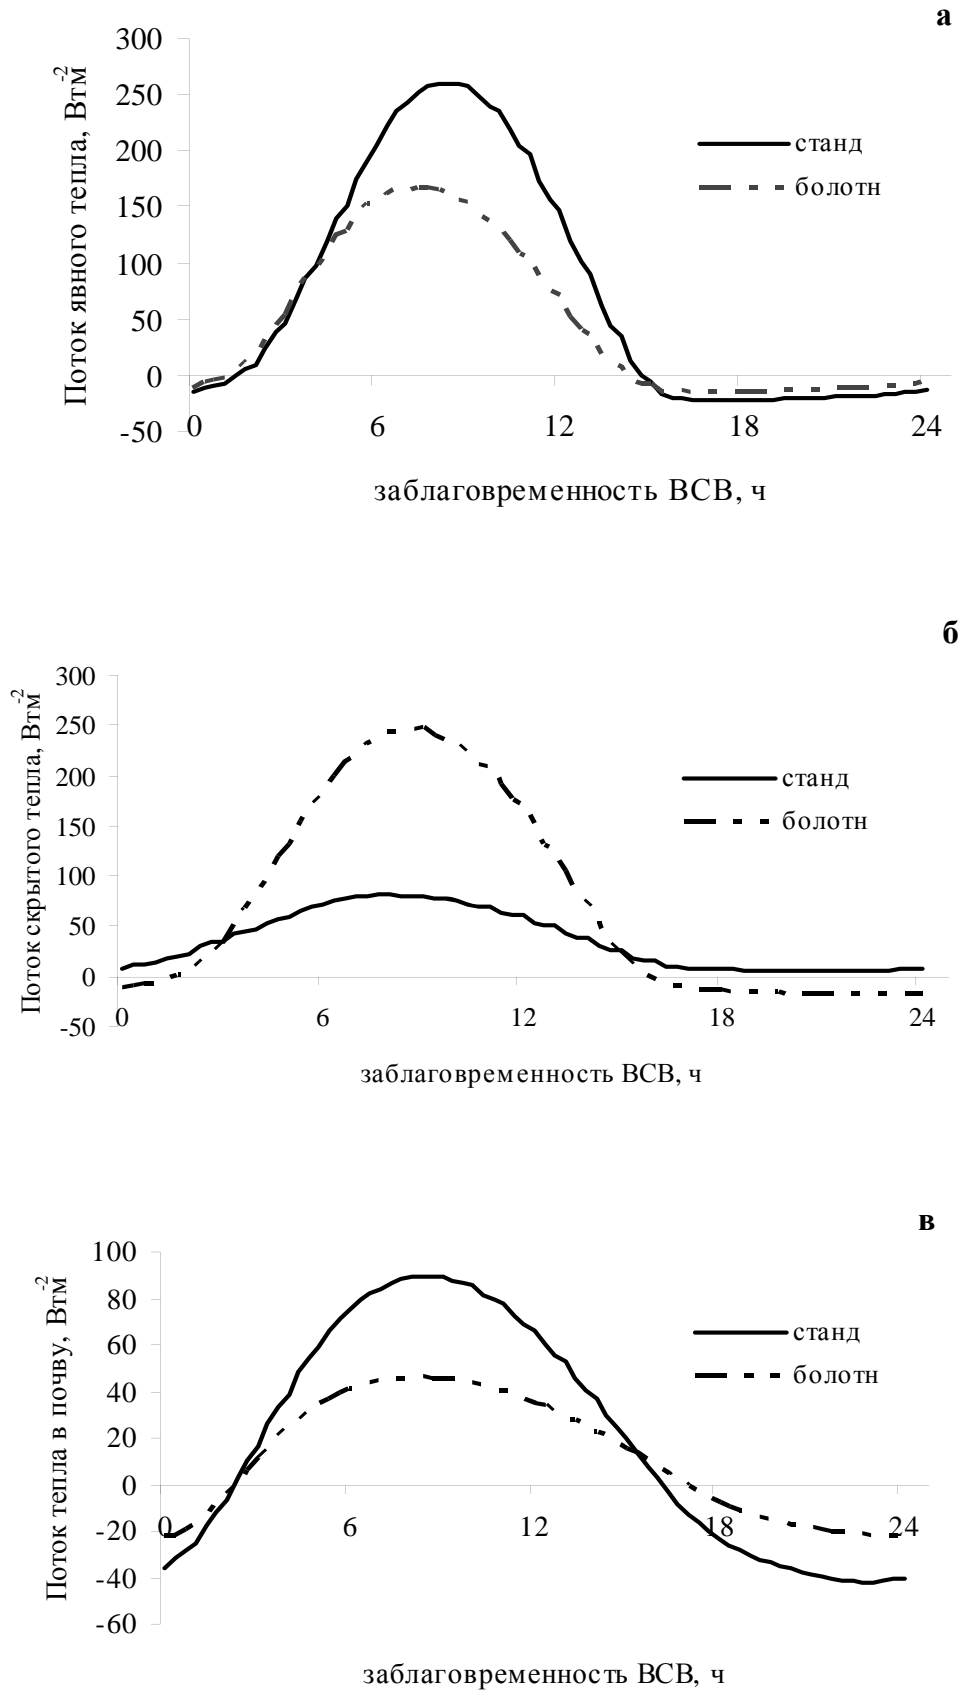 а
300
250
200
150
100
50
0
-50
Поток явного тепла, Втм-2
станд
болотн
0 6 12 18 24
заблаговременность ВСВ, ч
б
300
250
200
150
100
50
0
-50
Поток скрытого тепла, Втм-2
станд
болотн
0 6 12 18 24
заблаговременность ВСВ, ч
в
100
80
60
40
20
0
-20
-40
-60
Поток тепла в почву, Втм-2
станд
болотн
0 6 12 18 24
заблаговременность ВСВ, ч